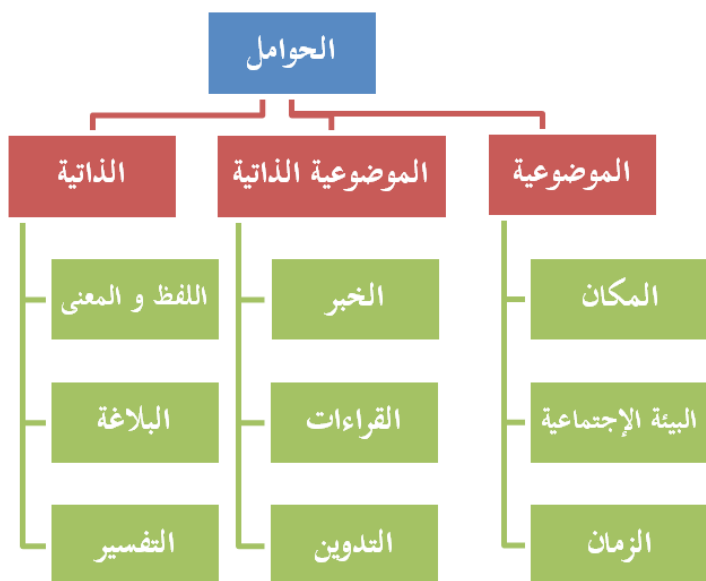 الحوامل
الموضوعية
الموضوعية الذاتية
الذاتية
المكان
البيئة الإجتماعية
الزمان
الخبر
القراءات
التدوين
اللفظ و المعنى
البلاغة
التفسير